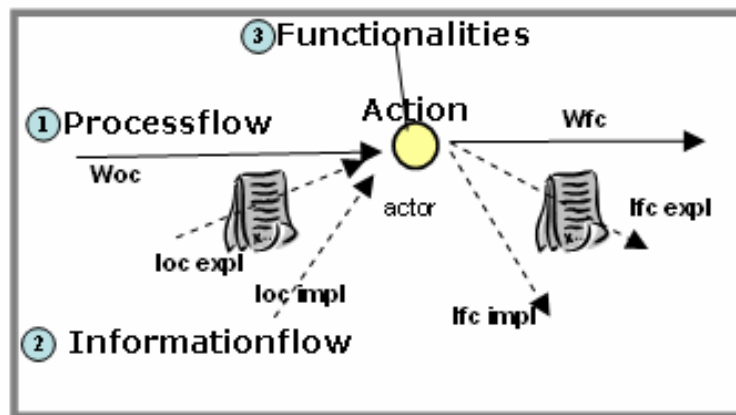 3 Functionalities
Action
1 Processflow
Wfc
Woc
actor
Ifc expl
Ioc expl
Ioc impl
Ifc impl
2 Informationflow